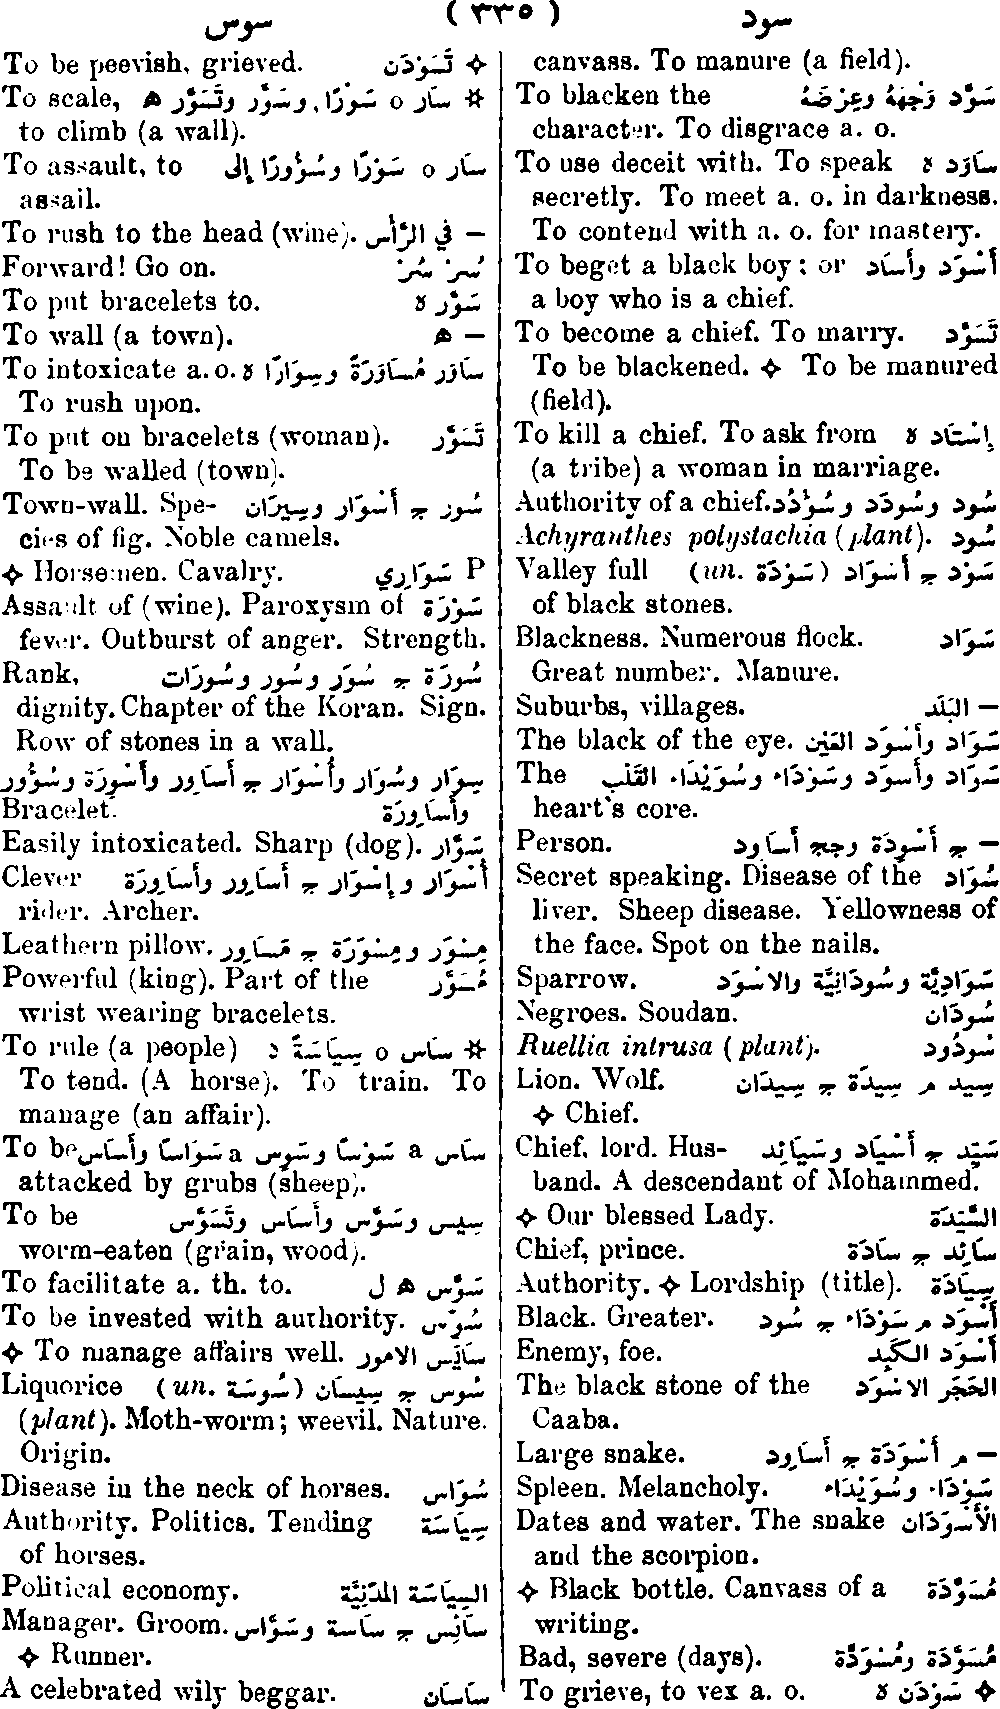 سود ( ٣٣٥ ) سوس
canvass. To manure (a field).
To blacken the سَوَّد وَجْهَهُ وعِرْضَهُ
character. To disgrace a. o.
To use deceit with. To speak سَاوَد ه
secretly. To meet a. o. in darkness.
To contend with a. o. for mastery.
To beget a black boy; or أَسْوَد وأَسَاد
a boy who is a chief.
To become a chief. To marry. تَسَوَّد
To be blackened. ✧ To be manured
(field).
To kill a chief. To ask from إِسْتَاد ه
(a tribe) a woman in marriage.
Authority of a chief. سُود وسُودَد وسُؤْدُد
Achyranthes polystachia (plant). سُود
Valley full سَوْد ج أَسْوَاد (un. سَوْدَة)
of black stones.
Blackness. Numerous flock. سَوَاد
Great number. Manure.
Suburbs, villages. — البَلَد
The black of the eye. سَوَاد وأَسْوَد العَيْن
The سَوَاد وأَسوَد وسَوْدَاء وسُوَيْدَاء القَلْب
heart's core.
Person. — ج أَسْوِدَة وجج أَسَاوِد
Secret speaking. Disease of the سُوَاد
liver. Sheep disease. Yellowness of
the face. Spot on the nails.
Sparrow. سَوَادِيَّة وسُودَانِيَّة والاسْوَد
Negroes. Soudan. سُودَان
Ruellia intrusa (plant). سُودُود
Lion. Wolf. سِيد م سِيدَة ج سِيدَان
✧ Chief.
Chief, lord. Hus- سَيِّد ج أَسْيَاد وسَيَائِد
band. A descendant of Mohammed.
✧ Our blessed Lady. السَّيِّدَة
Chief, prince. سَائِد ج سَادَة
Authority. ✧ Lordship (title). سِيَادَة
Black. Greater. أَسْوَد م سَوْدَاء ج سُود
Enemy, foe. أَسْوَد الكَبِد
The black stone of the الحَجَر الاسْوَد
Caaba.
Large snake. — م أَسْوَدَة ج أَسَاوِد
Spleen. Melancholy. سَوْدَاء وسُوَيْدَاء
Dates and water. The snake الْأَسْوَدَان
and the scorpion.
✧ Black bottle. Canvass of a مُسَوَّدَة
writing.
Bad, severe (days). مُسَوَّدَة ومُسْوَدَّة
To grieve, to vex a. o. ✧ سَوْدَن ه
To be peevish, grieved. ✧ تَسَوْدَن
To scale, ✲ سَار o سَوْرًا, وسَوَّر وتَسَوَّر ه
to climb (a wall).
To assault, to سَار o سَوْرًا وسُؤُورًا إِلى
assail.
To rush to the head (wine). — في الرَّأْس
Forward! Go on. سُرْ سُرْ
To put bracelets to. سَوَّر ه
To wall (a town). — ه
To intoxicate a. o. سَاوَر مُسَاوَرَةً وسِوَارًا ه
To rush upon.
To put on bracelets (woman). تَسَوَّر
To be walled (town).
Town-wall. Spe- سُور ج أَسْوَار وسِيرَان
cies of fig. Noble camels.
✧ Horsemen. Cavalry. P سَوَارِي
Assault of (wine). Paroxysm of سَوْرَة
fever. Outburst of anger. Strength.
Rank, سُورَة ج سُوَر وسُور وسُورَات
dignity. Chapter of the Koran. Sign.
Row of stones in a wall.
سِوَار وسُوَار وأُسْوَار ج أَسَاوِر وأَسْوِرَة وسُؤُور
Bracelet. وأَسَاوِرَة
Easily intoxicated. Sharp (dog). سَوَّار
Clever أُسْوَار وإِسْوَار ج أَسَاوِر وأَسَاوِرَة
rider. Archer.
Leathern pillow. مِسْوَر ومِسْوَرَة ج مَسَاوِر
Powerful (king). Part of the مُسَوَّر
wrist wearing bracelets.
To rule (a people) ✲ سَاس o سِيَاسَةً ه
To tend. (A horse). To train. To
manage (an affair).
To be سَاس a سَوْسًا وسَوِس a سَوَاسًا وأَسَاس
attacked by grubs (sheep).
To be سِيس وسَوَّس وأَسَاس وتَسَوَّس
worm-eaten (grain, wood).
To facilitate a. th. to. سَوَّس ه ل
To be invested with authority. سُوِّس
✧ To manage affairs well. سَايَس الامور
Liquorice سُوس ج سِيسَان (un. سُوسَة)
(plant). Moth-worm; weevil. Nature.
Origin.
Disease in the neck of horses. سُوَاس
Authority. Politics. Tending سِيَاسَة
of horses.
Political economy. السِيَاسَة المَدَنِيَّة
Manager. Groom. سَائِس ج سَاسة وسَوَّاس
✧ Runner.
A celebrated wily beggar. سَاسَان